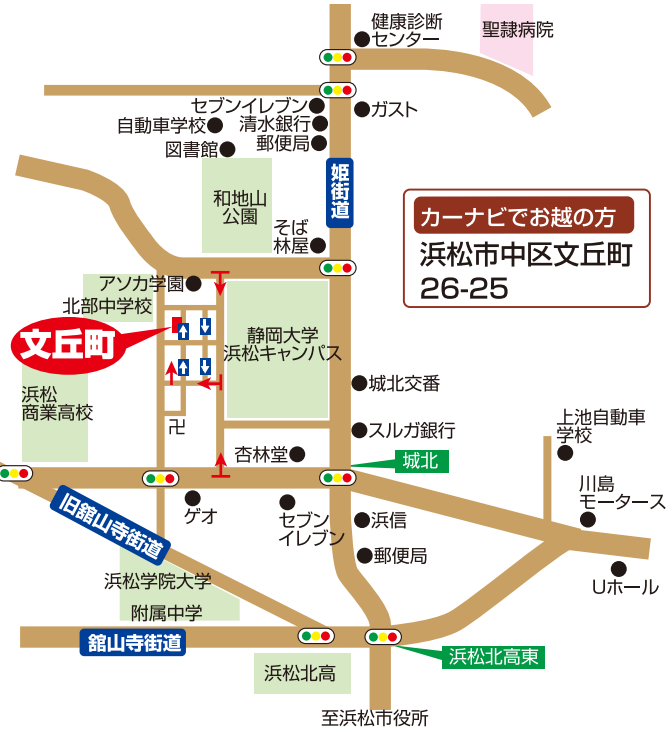 健康診断
センター
聖隷病院
セブンイレブン
ガスト
自動車学校
清水銀行
図書館
郵便局
姫街道
和地山
公園
そば
林屋
カーナビでお越の方
浜松市中区文丘町
26-25
アソカ学園
北部中学校
文丘町
静岡大学
浜松キャンパス
浜松
商業高校
城北交番
卍
スルガ銀行
上池自動車
学校
杏林堂
城北
川島
モータース
ゲオ
セブン
イレブン
浜信
旧舘山寺街道
郵便局
浜松学院大学
附属中学
Uホール
舘山寺街道
浜松北高東
浜松北高
至浜松市役所